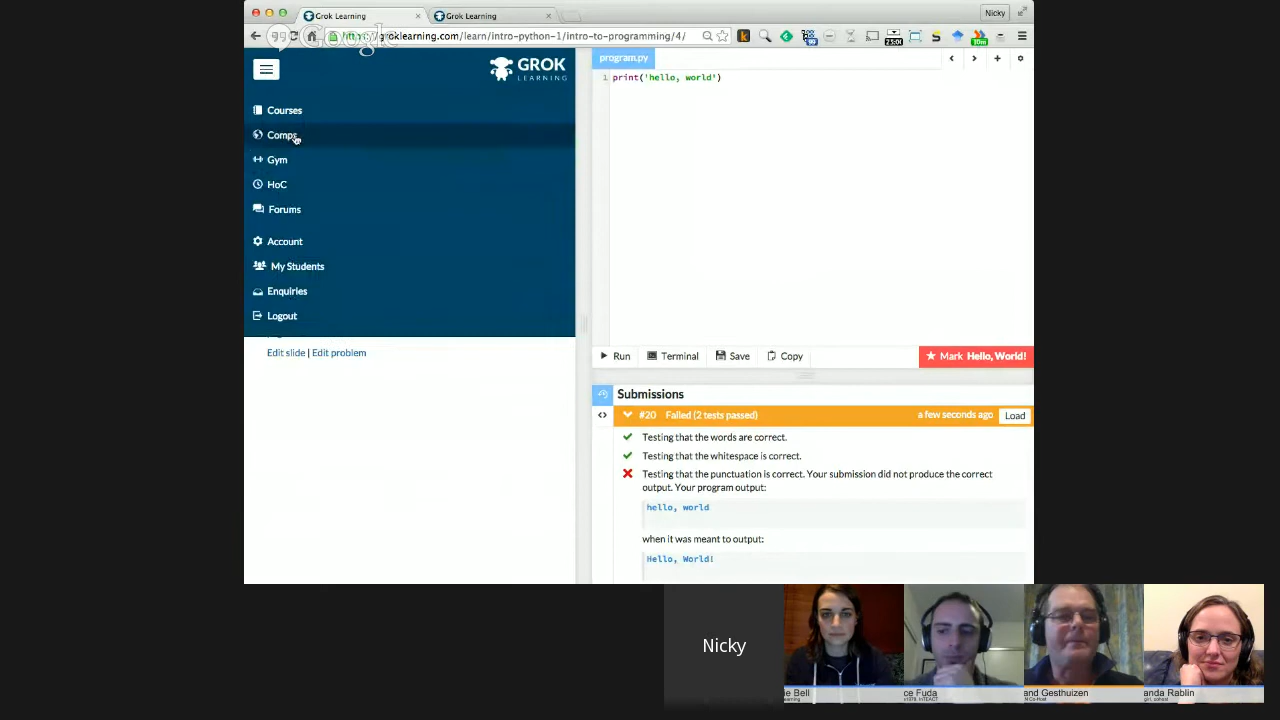 Grok Learning
Grok Learning
Nicky
https://groklearning.com/learn/intro-python-1/intro-to-programming/4/
Google
GROK
LEARNING
Courses
Comps
Gym
HoC
Forums
Account
My Students
Enquiries
Logout
Edit slide | Edit problem
program.py
1 print('hello, world')
Run
Terminal
Save
Copy
Mark Hello, World!
Submissions
#20 Failed (2 tests passed)
a few seconds ago
Load
Testing that the words are correct.
Testing that the whitespace is correct.
Testing that the punctuation is correct. Your submission did not produce the correct
output. Your program output:
hello, world
when it was meant to output:
Hello, World!
Nicky
ie Bell
ce Fuda
and Gesthuizen
anda Rablin